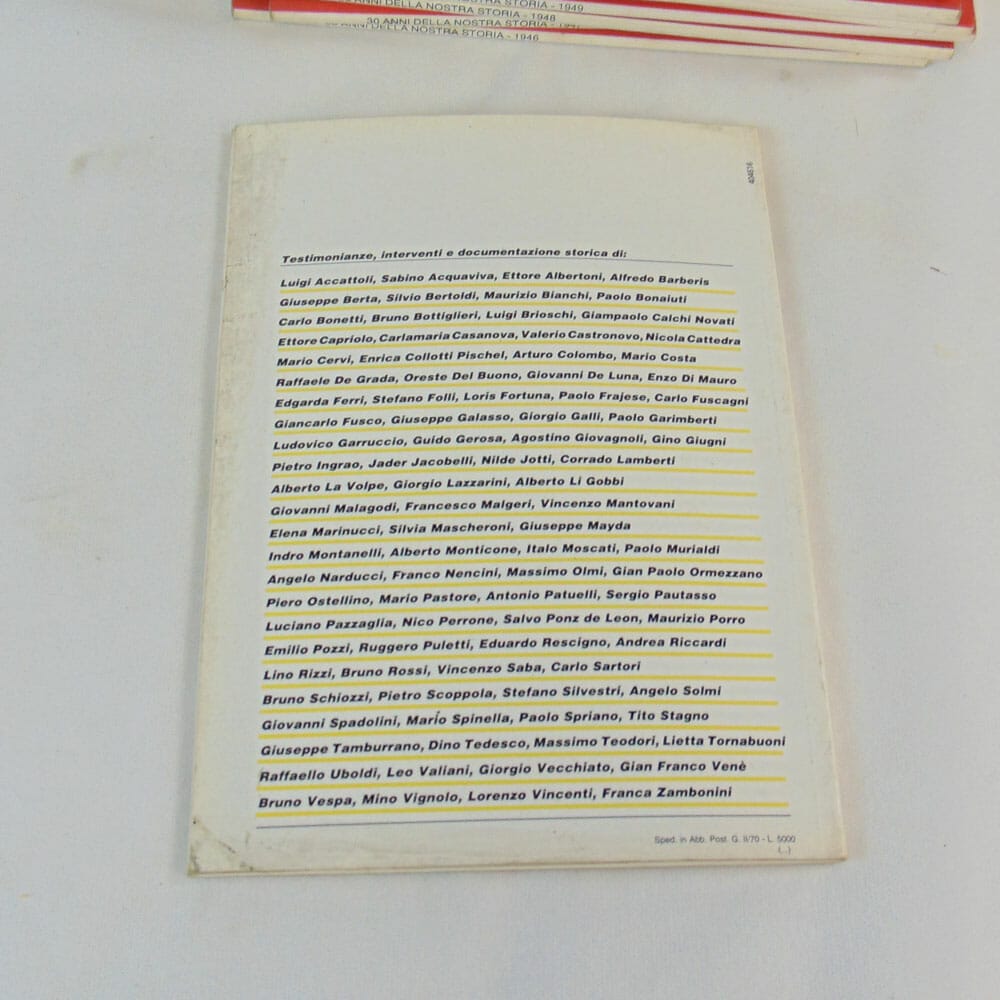 STORIA - 1949
ANNI DELLA NOSTRA STORIA - 1948
30 ANNI DELLA NOSTRA STORIA
ANNI DELLA NOSTRA STORIA - 1946
404616
Testimonianze, interventi e documentazione storica di:
Luigi Accattoli, Sabino Acquaviva, Ettore Albertoni, Alfredo Barberis
Giuseppe Berta, Silvio Bertoldi, Maurizio Bianchi, Paolo Bonaiuti
Carlo Bonetti, Bruno Bottiglieri, Luigi Brioschi, Giampaolo Calchi Novati
Ettore Capriolo, Carlamaria Casanova, Valerio Castronovo, Nicola Cattedra
Mario Cervi, Enrica Collotti Pischel, Arturo Colombo, Mario Costa
Raffaele De Grada, Oreste Del Buono, Giovanni De Luna, Enzo Di Mauro
Edgarda Ferri, Stefano Folli, Loris Fortuna, Paolo Frajese, Carlo Fuscagni
Giancarlo Fusco, Giuseppe Galasso, Giorgio Galli, Paolo Garimberti
Ludovico Garruccio, Guido Gerosa, Agostino Giovagnoli, Gino Giugni
Pietro Ingrao, Jader Jacobelli, Nilde Jotti, Corrado Lamberti
Alberto La Volpe, Giorgio Lazzarini, Alberto Li Gobbi
Giovanni Malagodi, Francesco Malgeri, Vincenzo Mantovani
Elena Marinucci, Silvia Mascheroni, Giuseppe Mayda
Indro Montanelli, Alberto Monticone, Italo Moscati, Paolo Murialdi
Angelo Narducci, Franco Nencini, Massimo Olmi, Gian Paolo Ormezzano
Piero Ostellino, Mario Pastore, Antonio Patuelli, Sergio Pautasso
Luciano Pazzaglia, Nico Perrone, Salvo Ponz de Leon, Maurizio Porro
Emilio Pozzi, Ruggero Puletti, Eduardo Rescigno, Andrea Riccardi
Lino Rizzi, Bruno Rossi, Vincenzo Saba, Carlo Sartori
Bruno Schiozzi, Pietro Scoppola, Stefano Silvestri, Angelo Solmi
Giovanni Spadolini, Mario Spinella, Paolo Spriano, Tito Stagno
Giuseppe Tamburrano, Dino Tedesco, Massimo Teodori, Lietta Tornabuoni
Raffaello Uboldi, Leo Valiani, Giorgio Vecchiato, Gian Franco Venè
Bruno Vespa, Mino Vignolo, Lorenzo Vincenti, Franca Zambonini
Sped. in Abb. Post. G. II/70 - L. 5000
(...)